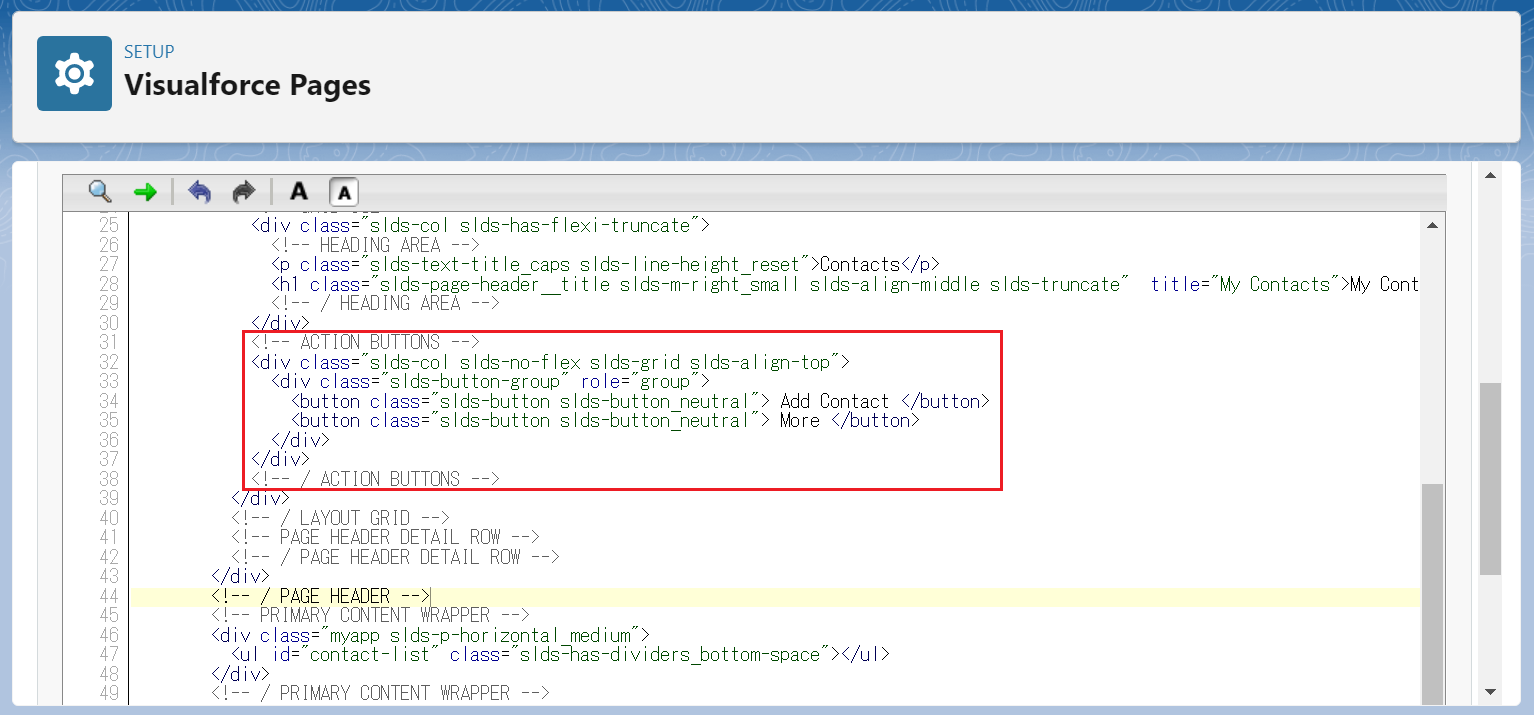 SETUP
Visualforce Pages
A A
25 <div class="slds-col slds-has-flexi-truncate">
26 <!-- HEADING AREA -->
27 <p class="slds-text-title_caps slds-line-height_reset">Contacts</p>
28 <h1 class="slds-page-header__title slds-m-right_small slds-align-middle slds-truncate"  title="My Contacts">My Cont
29 <!-- / HEADING AREA -->
30 </div>
31 <!-- ACTION BUTTONS -->
32 <div class="slds-col slds-no-flex slds-grid slds-align-top">
33 <div class="slds-button-group" role="group">
34 <button class="slds-button slds-button_neutral"> Add Contact </button>
35 <button class="slds-button slds-button_neutral"> More </button>
36 </div>
37 </div>
38 <!-- / ACTION BUTTONS -->
39 </div>
40 <!-- / LAYOUT GRID -->
41 <!-- PAGE HEADER DETAIL ROW -->
42 <!-- / PAGE HEADER DETAIL ROW -->
43 </div>
44 <!-- / PAGE HEADER -->
45 <!-- PRIMARY CONTENT WRAPPER -->
46 <div class="myapp slds-p-horizontal_medium">
47 <ul id="contact-list" class="slds-has-dividers_bottom-space"></ul>
48 </div>
49 <!-- / PRIMARY CONTENT WRAPPER -->